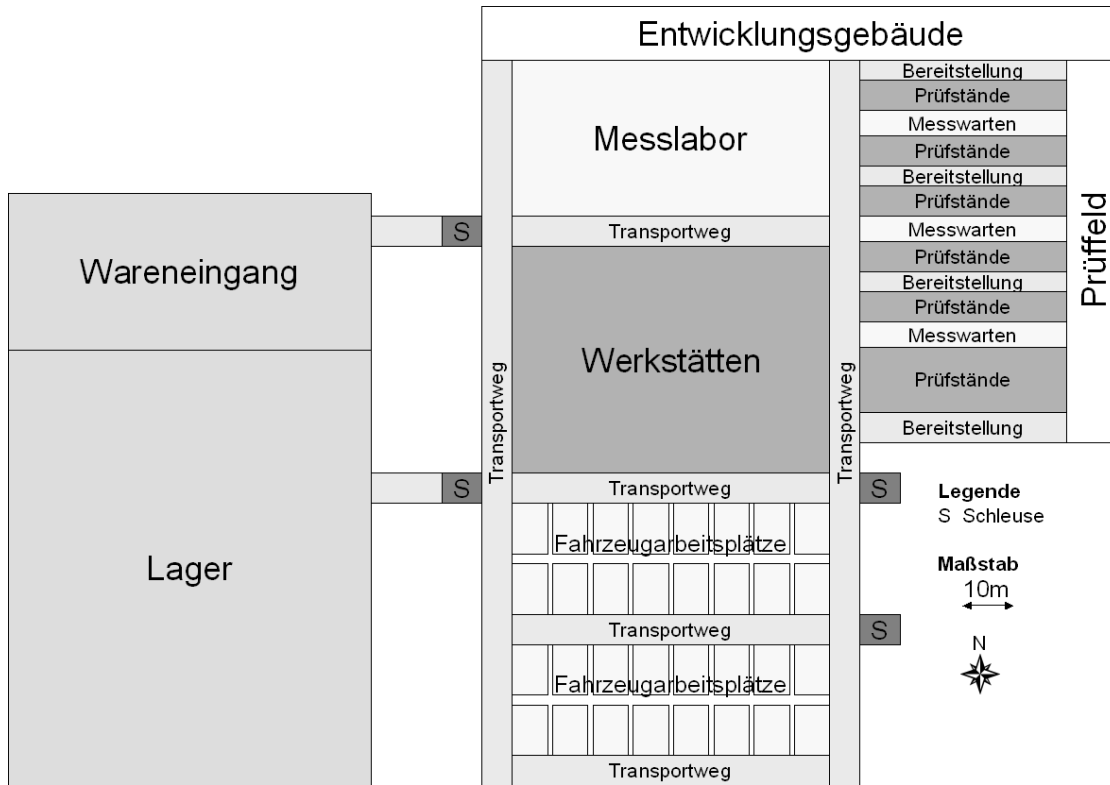 Entwicklungsgebäude
Bereitstellung
Prüfstände
Messwarten
Prüfstände
Bereitstellung
Prüfstände
Messwarten
Prüfstände
Bereitstellung
Prüfstände
Messwarten
Prüfstände
Bereitstellung
Prüffeld
Messlabor
S
Transportweg
Wareneingang
Werkstätten
Transportweg
Transportweg
S
Transportweg
S
Lager
Fahrzeugarbeitsplätze
Transportweg
S
Fahrzeugarbeitsplätze
Transportweg
Legende
S Schleuse
Maßstab
10m
N